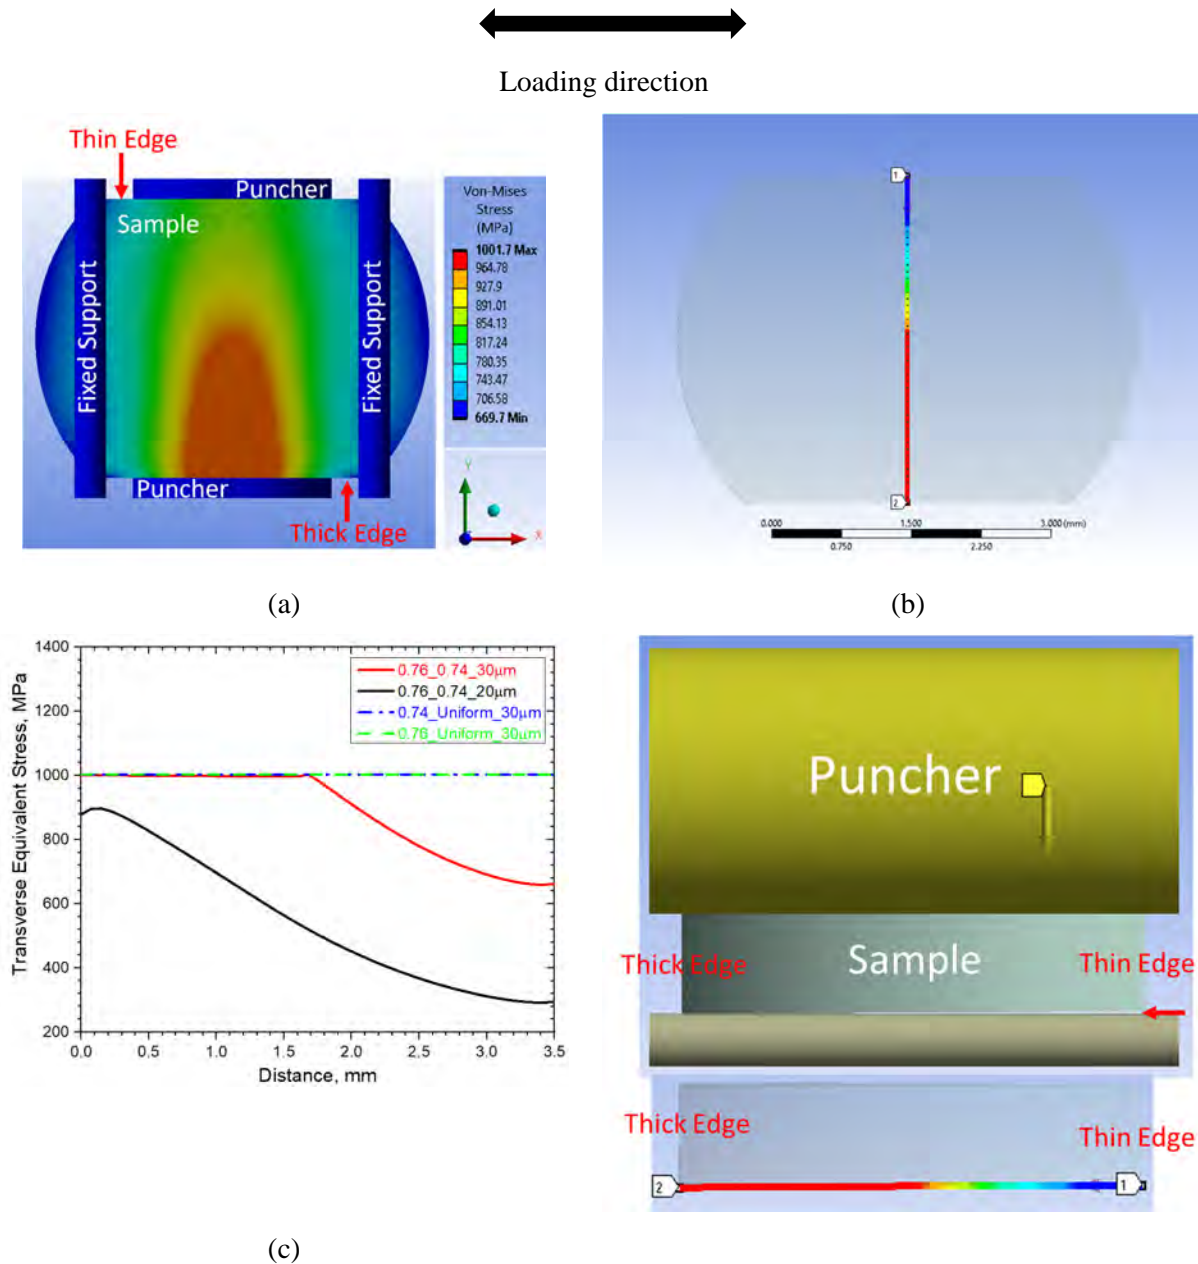 Loading direction
Thin Edge
Puncher
Sample
Fixed Support
Fixed Support
Puncher
Thick Edge
Von-Mises
Stress
(MPa)
1001.7 Max
964.78
927.9
891.01
854.13
817.24
780.35
743.47
706.58
669.7 Min
Y
X
(a)
1
2
0.000
1.500
3.000 (mm)
0.750
2.250
(b)
Transverse Equivalent Stress, MPa
1400
1200
1000
800
600
400
200
0.76_0.74_30μm
0.76_0.74_20μm
0.74_Uniform_30μm
0.76_Uniform_30μm
0.0 0.5 1.0 1.5 2.0 2.5 3.0 3.5
Distance, mm
(c)
Puncher
Thick Edge
Sample
Thin Edge
Thick Edge
Thin Edge
2
1